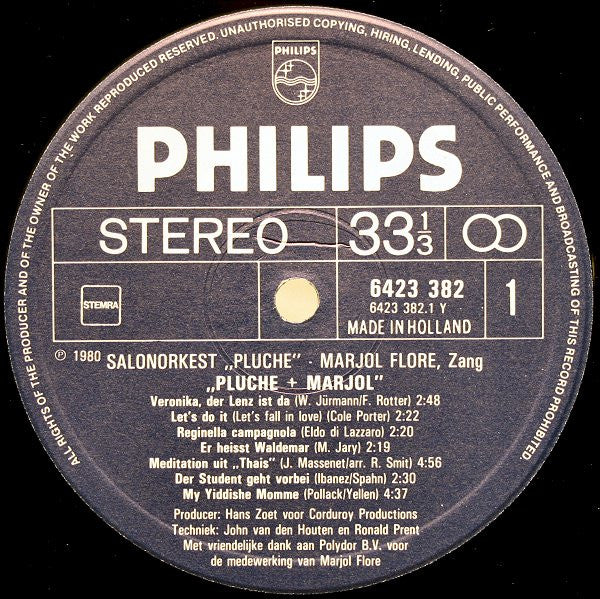 ALL RIGHTS OF THE PRODUCER AND OF THE OWNER OF THE WORK REPRODUCED RESERVED. UNAUTHORISED COPYING, HIRING, LENDING, PUBLIC PERFORMANCE AND BROADCASTING OF THIS RECORD PROHIBITED.
PHILIPS
PHILIPS
STEREO 33 1/3
STEMRA
6423 382
6423 382.1 Y
MADE IN HOLLAND
1
℗ 1980 SALONORKEST „PLUCHE" · MARJOL FLORE, Zang
„PLUCHE + MARJOL"
Veronika, der Lenz ist da (W. Jürmann/F. Rotter) 2:48
Let's do it (Let's fall in love) (Cole Porter) 2:22
Reginella campagnola (Eldo di Lazzaro) 2:20
Er heisst Waldemar (M. Jary) 2:19
Meditation uit „Thais" (J. Massenet/arr. R. Smit) 4:56
Der Student geht vorbei (Ibanez/Spahn) 2:30
My Yiddishe Momme (Pollack/Yellen) 4:37
Producer: Hans Zoet voor Corduroy Productions
Techniek: John van den Houten en Ronald Prent
Met vriendelijke dank aan Polydor B.V. voor
de medewerking van Marjol Flore